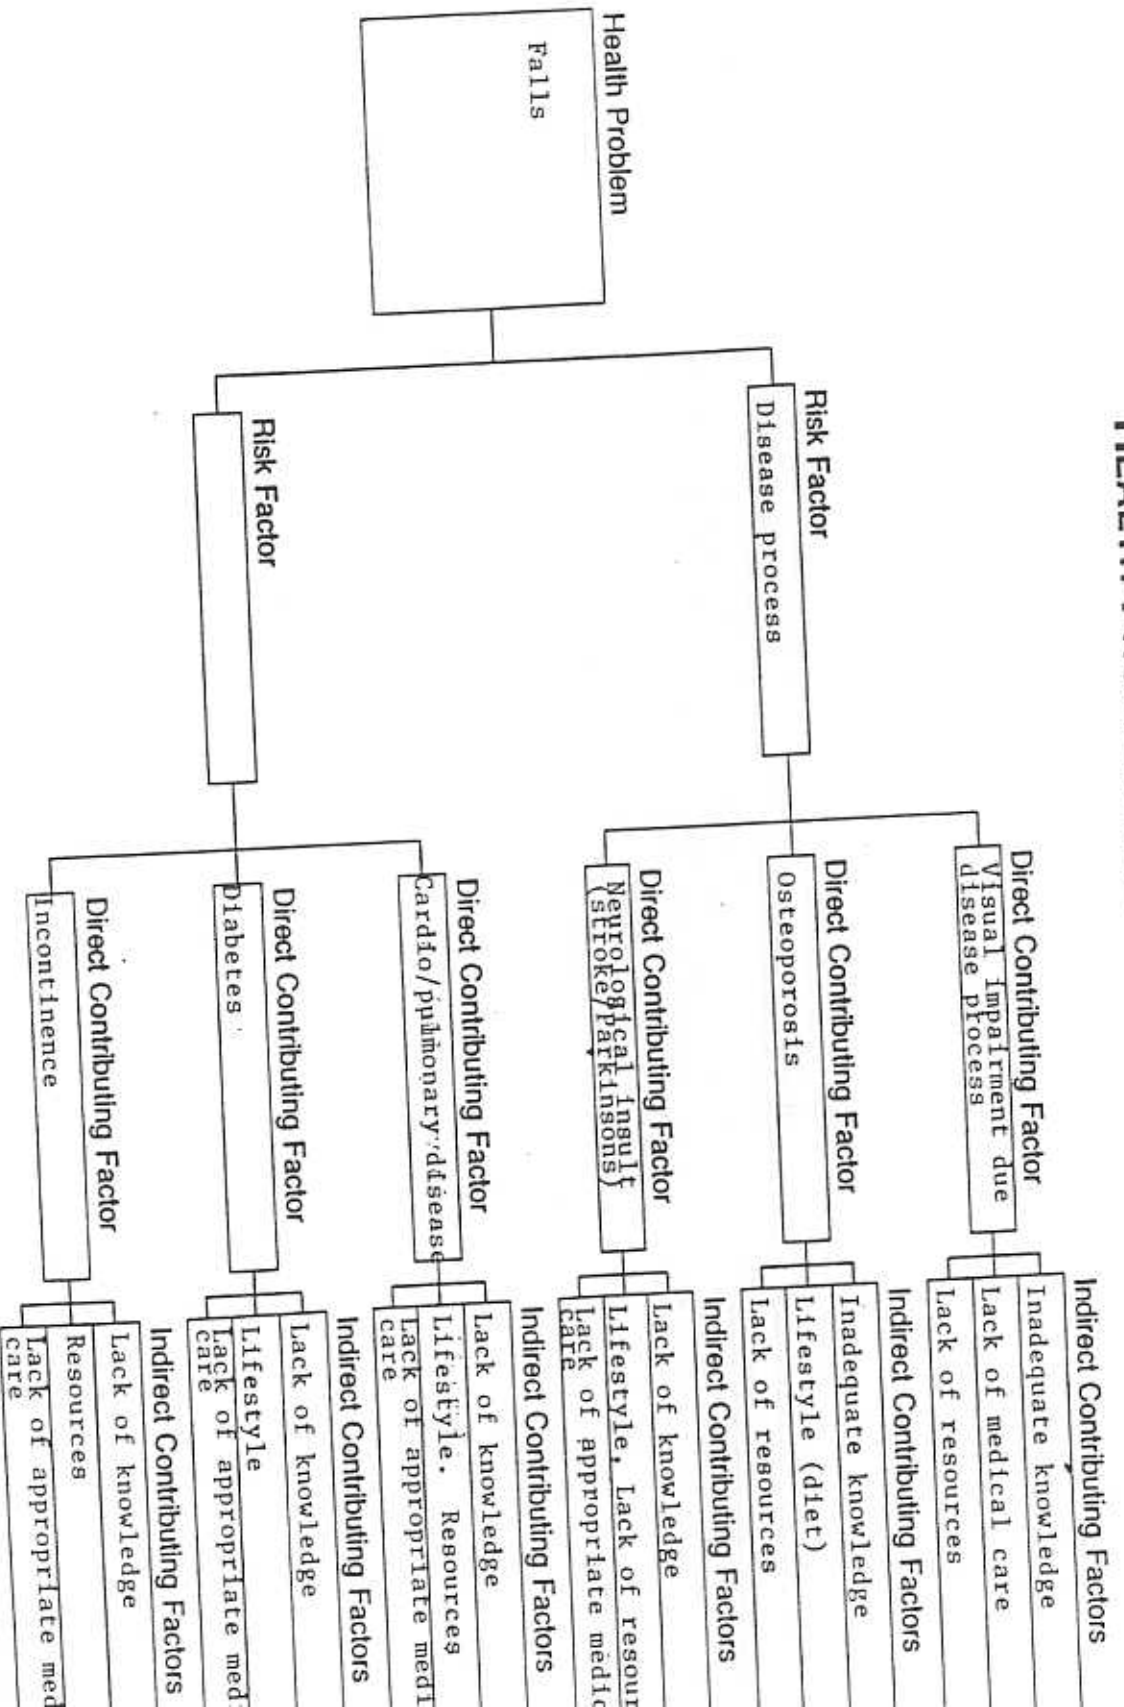 Health Problem
Falls
Risk Factor
Disease process
Risk Factor
Direct Contributing Factor
Visual impairment due
disease process
Direct Contributing Factor
Osteoporosis
Direct Contributing Factor
Neurological insult
(stroke/Parkinsons)
Direct Contributing Factor
Cardio/pulmonary disease
Direct Contributing Factor
Diabetes
Direct Contributing Factor
Incontinence
Indirect Contributing Factors
Inadequate knowledge
Lack of medical care
Lack of resources
Indirect Contributing Factors
Inadequate knowledge
Lifestyle (diet)
Lack of resources
Indirect Contributing Factors
Lack of knowledge
Lifestyle, Lack of resour
Lack of appropriate medic
care
Indirect Contributing Factors
Lack of knowledge
Lifestyle. Resources
Lack of appropriate medi
care
Indirect Contributing Factors
Lack of knowledge
Lifestyle
Lack of appropriate med
care
Indirect Contributing Factors
Lack of knowledge
Resources
Lack of appropriate med
care